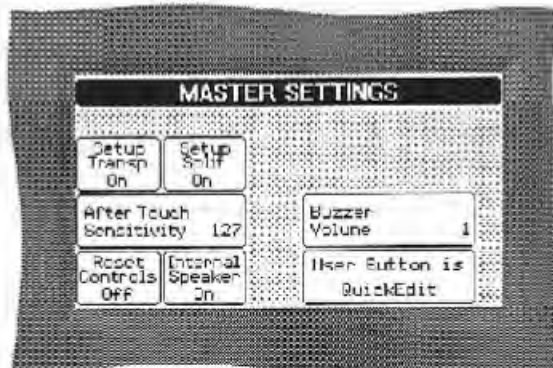 MASTER SETTINGS
Setup Setup
Transp Split
On On
After Touch
Sensitivity 127
Buzzer
Volume 1
Reset Internal
Controls Speaker
Off On
User Button is
QuickEdit